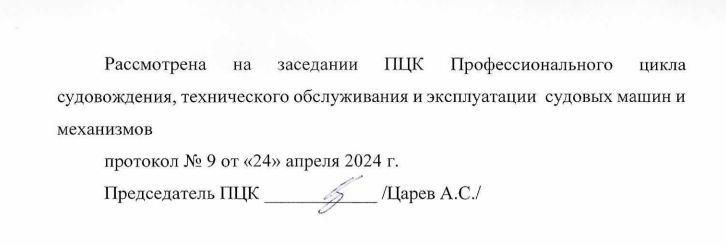 Рассмотрена на заседании ПЦК Профессионального цикла
судовождения, технического обслуживания и эксплуатации судовых машин и
механизмов
протокол № 9 от «24» апреля 2024 г.
Председатель ПЦК ____________ /Царев А.С./